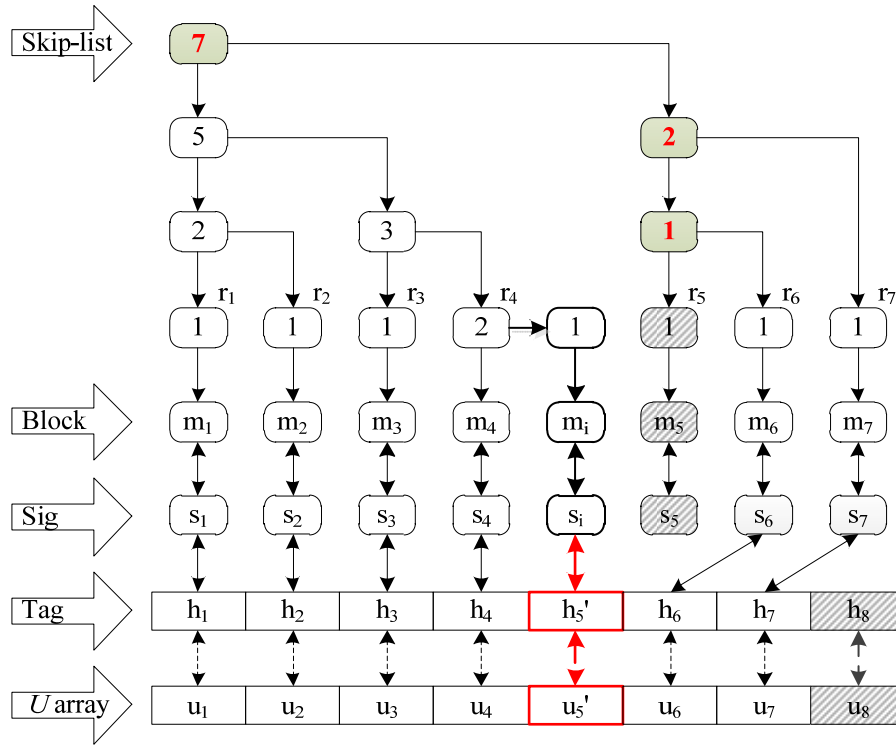 Skip-list 7
5 2
2 3 1
r₁ r₂ r₃ r₄ r₅ r₆ r₇
1 1 1 2 1 1 1 1
Block m₁ m₂ m₃ m₄ mᵢ m₅ m₆ m₇
Sig s₁ s₂ s₃ s₄ sᵢ s₅ s₆ s₇
Tag h₁ h₂ h₃ h₄ h₅' h₆ h₇ h₈
U array u₁ u₂ u₃ u₄ u₅' u₆ u₇ u₈